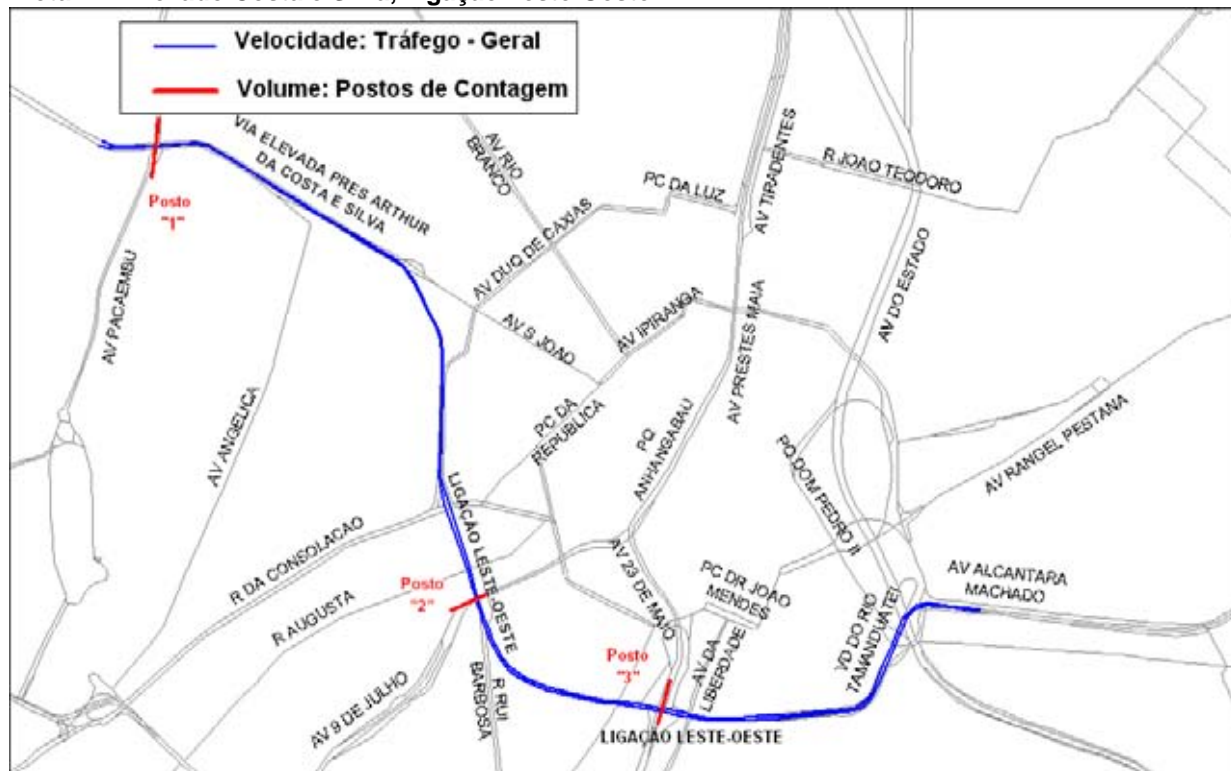 Velocidade: Tráfego - Geral
Volume: Postos de Contagem
VIA ELEVADA PRES ARTHUR
DA COSTA E SILVA
AV RIO
BRANCO
AV TIRADENTES
R JOAO TEODORO
PC DA LUZ
Posto
"1"
AV DUQ DE CAXIAS
AV PACAEMBU
AV S JOAO
AV IPIRANGA
AV PRESTES MAIA
AV DO ESTADO
AV ANGELICA
PC DA
REPUBLICA
PQ
ANHANGABAU
PQ DOM PEDRO II
AV RANGEL PESTANA
LIGAÇÃO LESTE-OESTE
R DA CONSOLACAO
R AUGUSTA
Posto
"2"
AV 23 DE MAIO
PC DR JOAO
MENDES
AV ALCANTARA
MACHADO
VD DO RIO
TAMANDUATEI
AV 9 DE JULHO
R RUI
BARBOSA
Posto
"3"
AV DA
LIBERDADE
LIGAÇÃO LESTE-OESTE